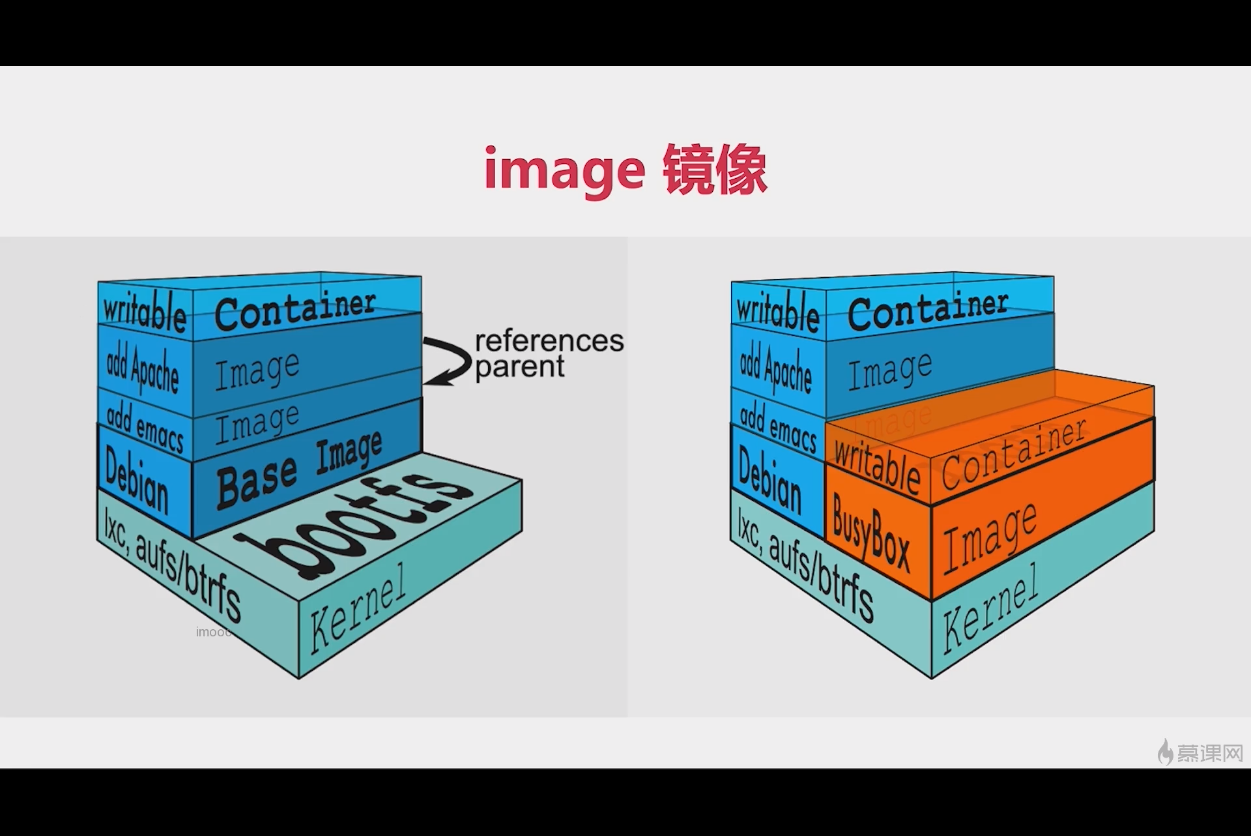 image 镜像
writable Container
add Apache Image
references
parent
add emacs Image
Debian Base Image
bootfs
lxc, aufs/btrfs
Kernel
imooc
writable Container
add Apache Image
add emacs Image
writable Container
Debian
BusyBox Image
lxc, aufs/btrfs
Kernel
慕课网